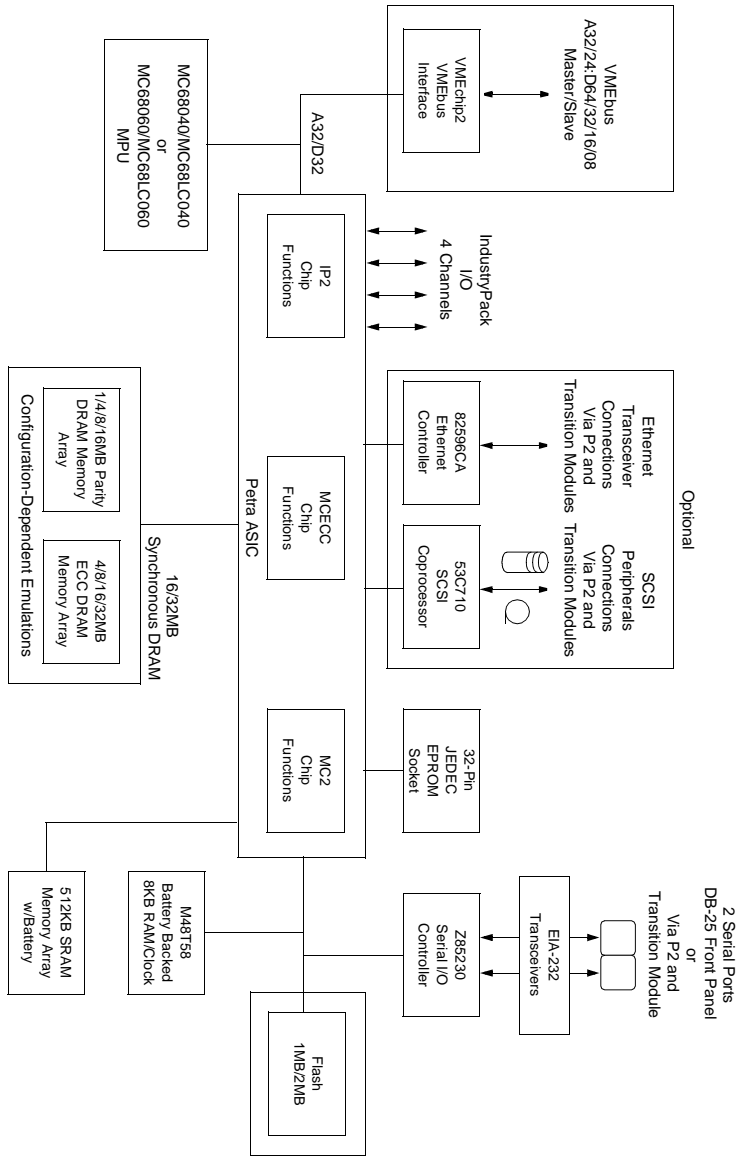 2 Serial Ports
or
DB-25 Front Panel
Via P2 and
Transition Module
Optional
VMEbus
A32/24:D64/32/16/08
Master/Slave
Ethernet
Transceiver
Connections
Via P2 and
Transition Modules
SCSI
Peripherals
Connections
Via P2 and
Transition Modules
EIA-232
Transceivers
IndustryPack
I/O
4 Channels
VMEchip2
VMEbus
Interface
82596CA
Ethernet
Controller
53C710
SCSI
Coprocessor
32-Pin
JEDEC
EPROM
Socket
Z85230
Serial I/O
Controller
A32/D32
IP2
Chip
Functions
MCECC
Chip
Functions
MC2
Chip
Functions
Flash
1MB/2MB
Petra ASIC
MC68040/MC68LC040
or
MC68060/MC68LC060
MPU
M48T58
Battery Backed
8KB RAM/Clock
16/32MB
Synchronous DRAM
1/4/8/16MB Parity
DRAM Memory
Array
4/8/16/32MB
ECC DRAM
Memory Array
Configuration-Dependent Emulations
512KB SRAM
Memory Array
w/Battery